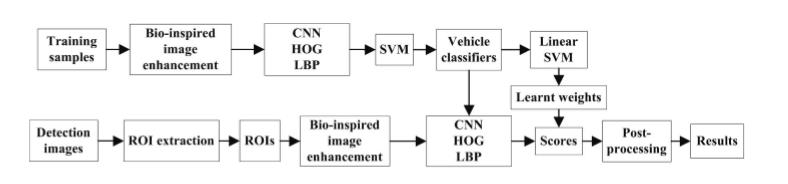 Training
samples
Bio-inspired
image
enhancement
CNN
HOG
LBP
SVM
Vehicle
classifiers
Linear
SVM
Learnt weights
Detection
images
ROI extraction
ROIs
Bio-inspired
image
enhancement
CNN
HOG
LBP
Scores
Post-
processing
Results